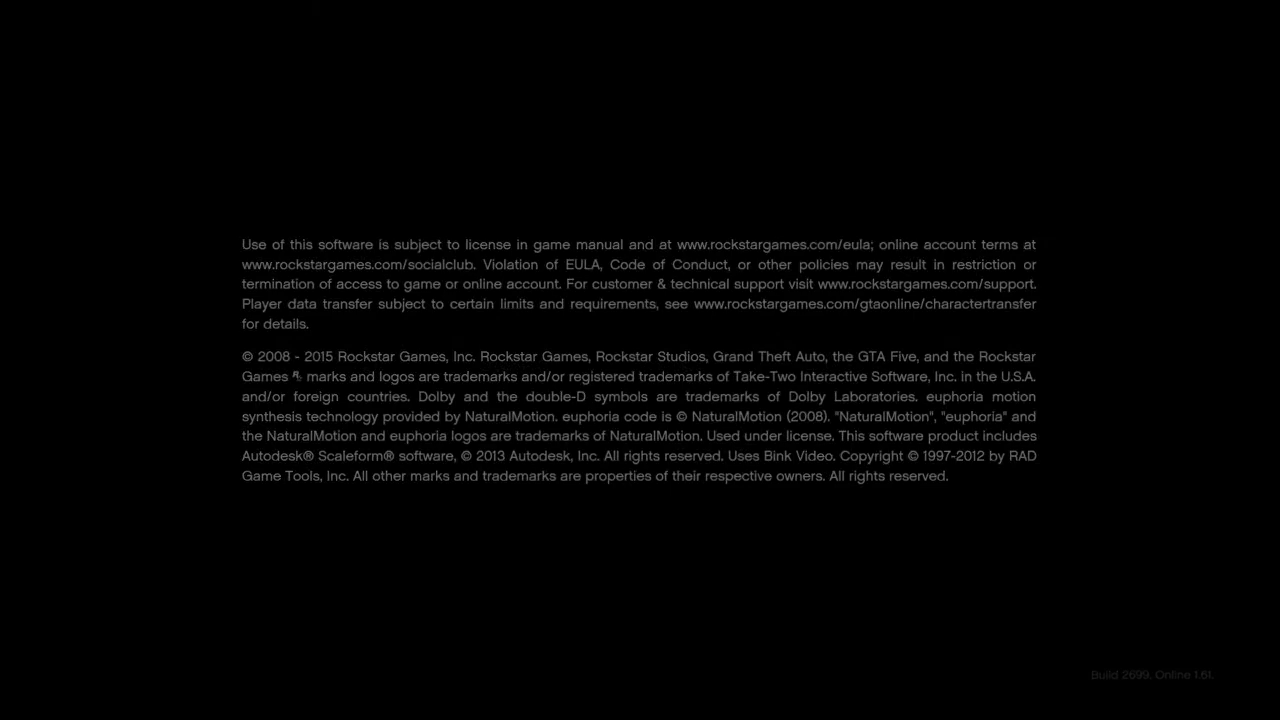 Use of this software is subject to license in game manual and at www.rockstargames.com/eula; online account terms at
www.rockstargames.com/socialclub. Violation of EULA, Code of Conduct, or other policies may result in restriction or
termination of access to game or online account. For customer & technical support visit www.rockstargames.com/support.
Player data transfer subject to certain limits and requirements, see www.rockstargames.com/gtaonline/charactertransfer
for details.
© 2008 - 2015 Rockstar Games, Inc. Rockstar Games, Rockstar Studios, Grand Theft Auto, the GTA Five, and the Rockstar
Games R* marks and logos are trademarks and/or registered trademarks of Take-Two Interactive Software, Inc. in the U.S.A.
and/or foreign countries. Dolby and the double-D symbols are trademarks of Dolby Laboratories. euphoria motion
synthesis technology provided by NaturalMotion. euphoria code is © NaturalMotion (2008). "NaturalMotion", "euphoria" and
the NaturalMotion and euphoria logos are trademarks of NaturalMotion. Used under license. This software product includes
Autodesk® Scaleform® software, © 2013 Autodesk, Inc. All rights reserved. Uses Bink Video. Copyright © 1997-2012 by RAD
Game Tools, Inc. All other marks and trademarks are properties of their respective owners. All rights reserved.
Build 2699, Online 1.61.